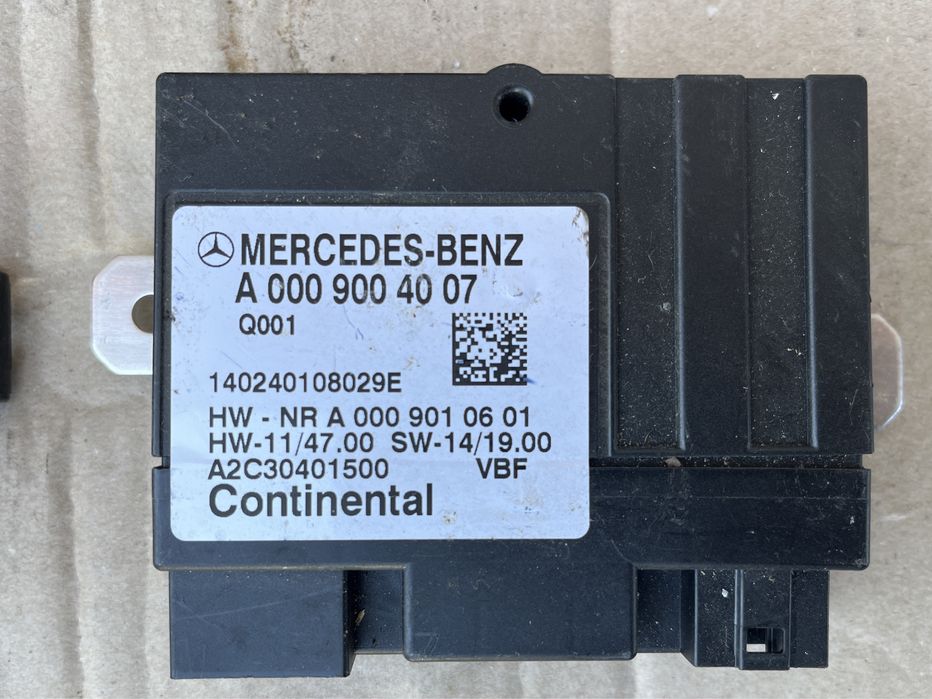 MERCEDES-BENZ
A 000 900 40 07
Q001
140240108029E
HW - NR A 000 901 06 01
HW-11/47.00 SW-14/19.00
A2C30401500 VBF
Continental